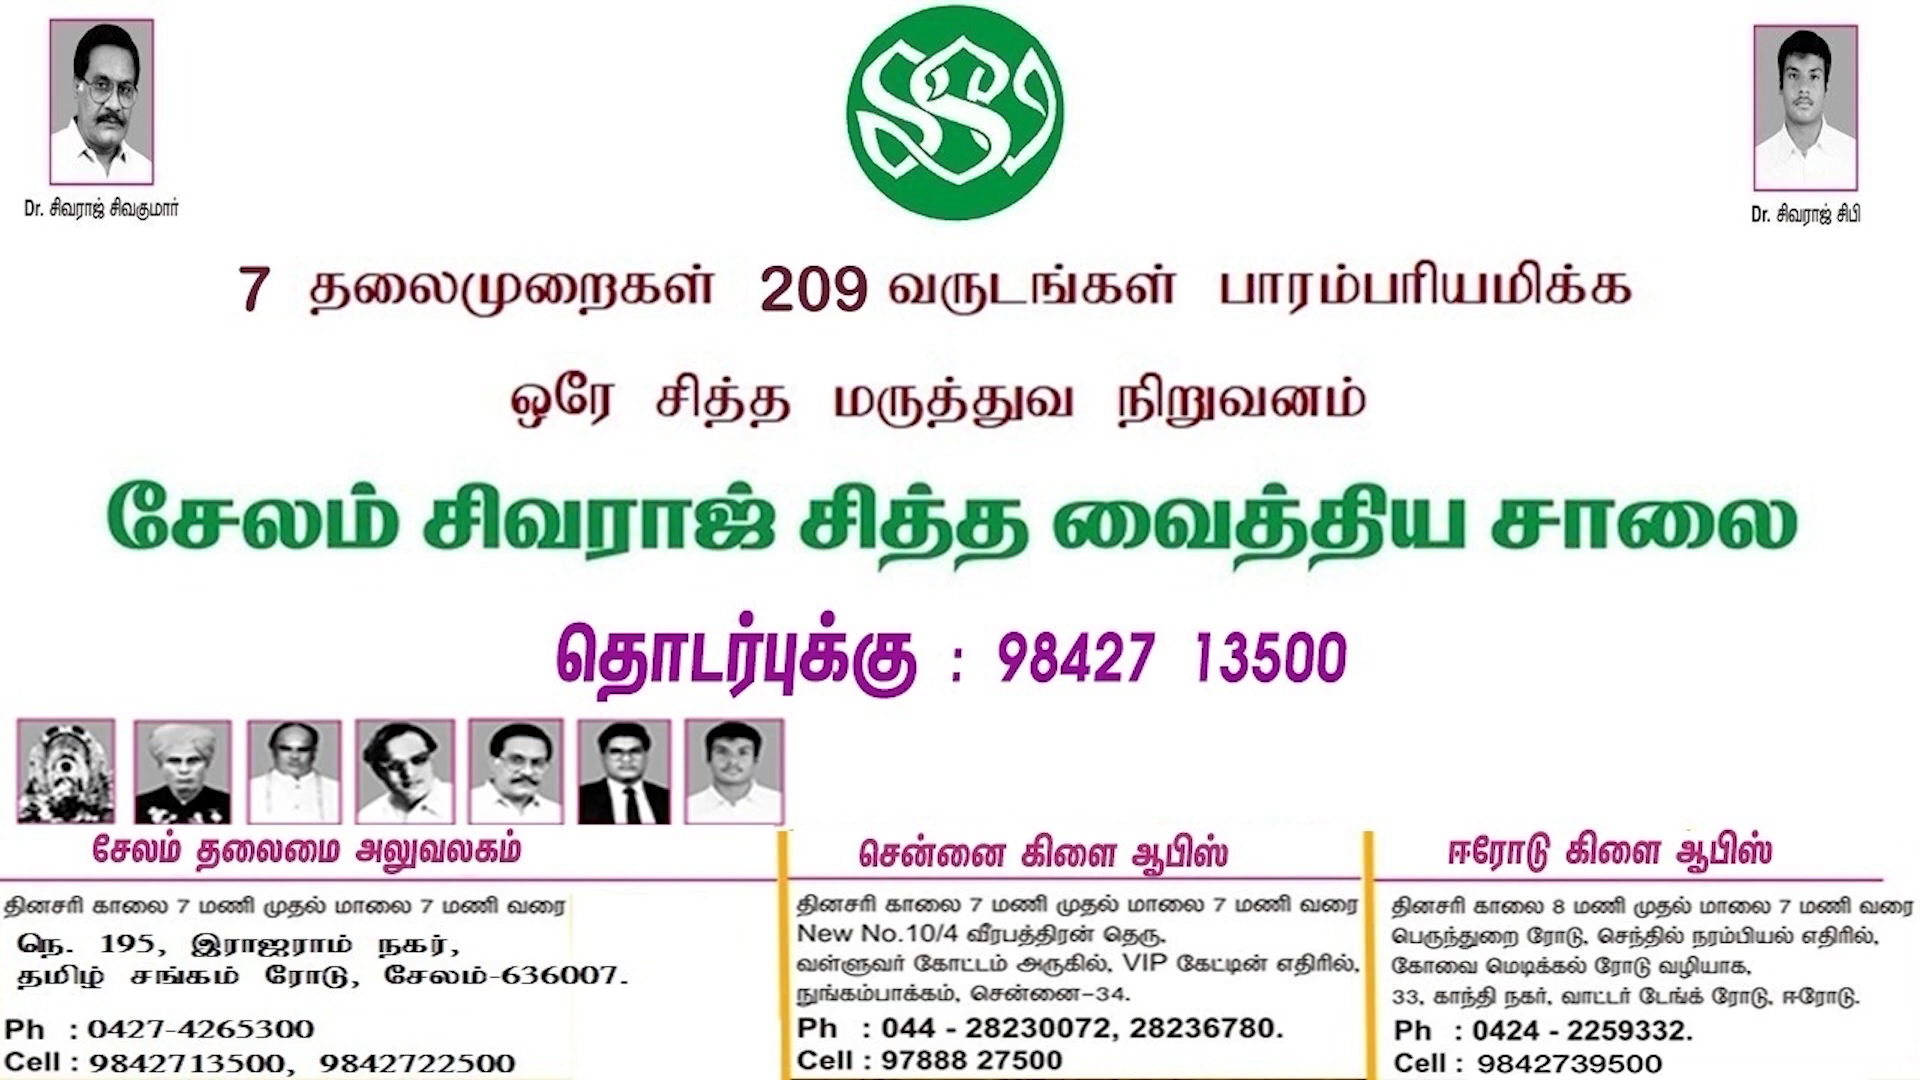 SSS
Dr. சிவராஜ் சிவகுமார்
Dr. சிவராஜ் சிபி
7 தலைமுறைகள் 209 வருடங்கள் பாரம்பரியமிக்க
ஒரே சித்த மருத்துவ நிறுவனம்
சேலம் சிவராஜ் சித்த வைத்திய சாலை
தொடர்புக்கு : 98427 13500
சேலம் தலைமை அலுவலகம்
தினசரி காலை 7 மணி முதல் மாலை 7 மணி வரை
நெ. 195, இராஜராம் நகர்,
தமிழ் சங்கம் ரோடு, சேலம்-636007.
Ph : 0427-4265300
Cell : 9842713500, 9842722500
சென்னை கிளை ஆபிஸ்
தினசரி காலை 7 மணி முதல் மாலை 7 மணி வரை
New No.10/4 வீரபத்திரன் தெரு,
வள்ளுவர் கோட்டம் அருகில், VIP கேட்டின் எதிரில்,
நுங்கம்பாக்கம், சென்னை-34.
Ph : 044 - 28230072, 28236780.
Cell : 97888 27500
ஈரோடு கிளை ஆபிஸ்
தினசரி காலை 8 மணி முதல் மாலை 7 மணி வரை
பெருந்துறை ரோடு, செந்தில் நரம்பியல் எதிரில்,
கோவை மெடிக்கல் ரோடு வழியாக,
33, காந்தி நகர், வாட்டர் டேங்க் ரோடு, ஈரோடு.
Ph : 0424 - 2259332.
Cell : 9842739500